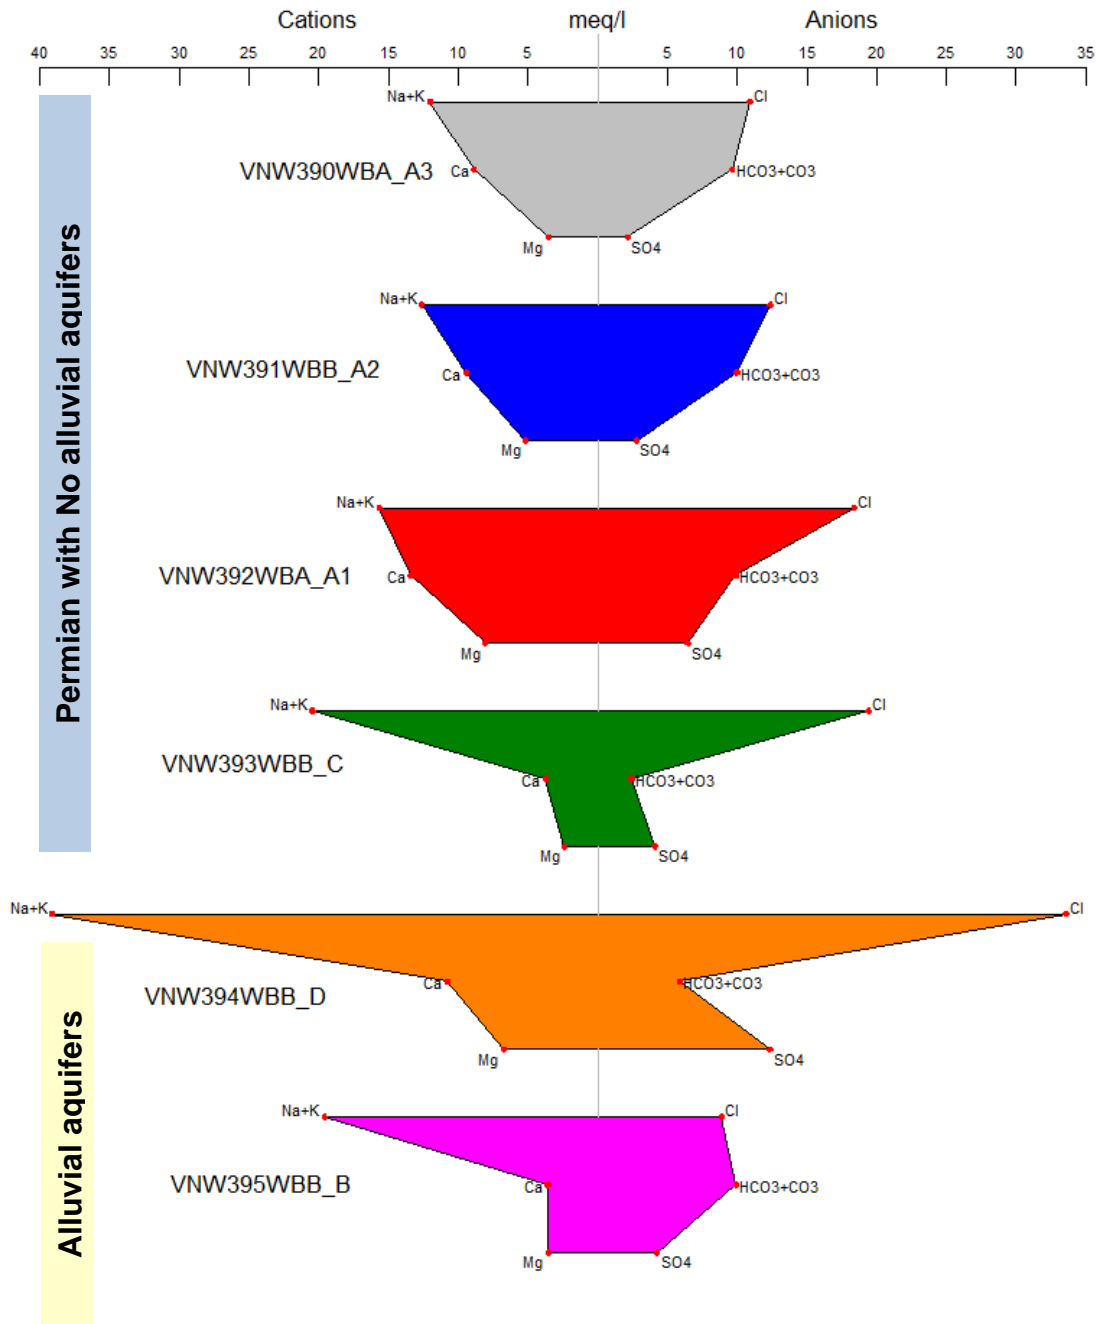 Cations meq/l Anions
40 35 30 25 20 15 10 5 5 10 15 20 25 30 35
Permian with No alluvial aquifers
Na+K Cl
VNW390WBA_A3
Ca HCO3+CO3
Mg SO4
Na+K Cl
VNW391WBB_A2
Ca HCO3+CO3
Mg SO4
Na+K Cl
VNW392WBA_A1
Ca HCO3+CO3
Mg SO4
Na+K Cl
VNW393WBB_C
Ca HCO3+CO3
Mg SO4
Alluvial aquifers
Na+K Cl
VNW394WBB_D
Ca HCO3+CO3
Mg SO4
Na+K Cl
VNW395WBB_B
Ca HCO3+CO3
Mg SO4